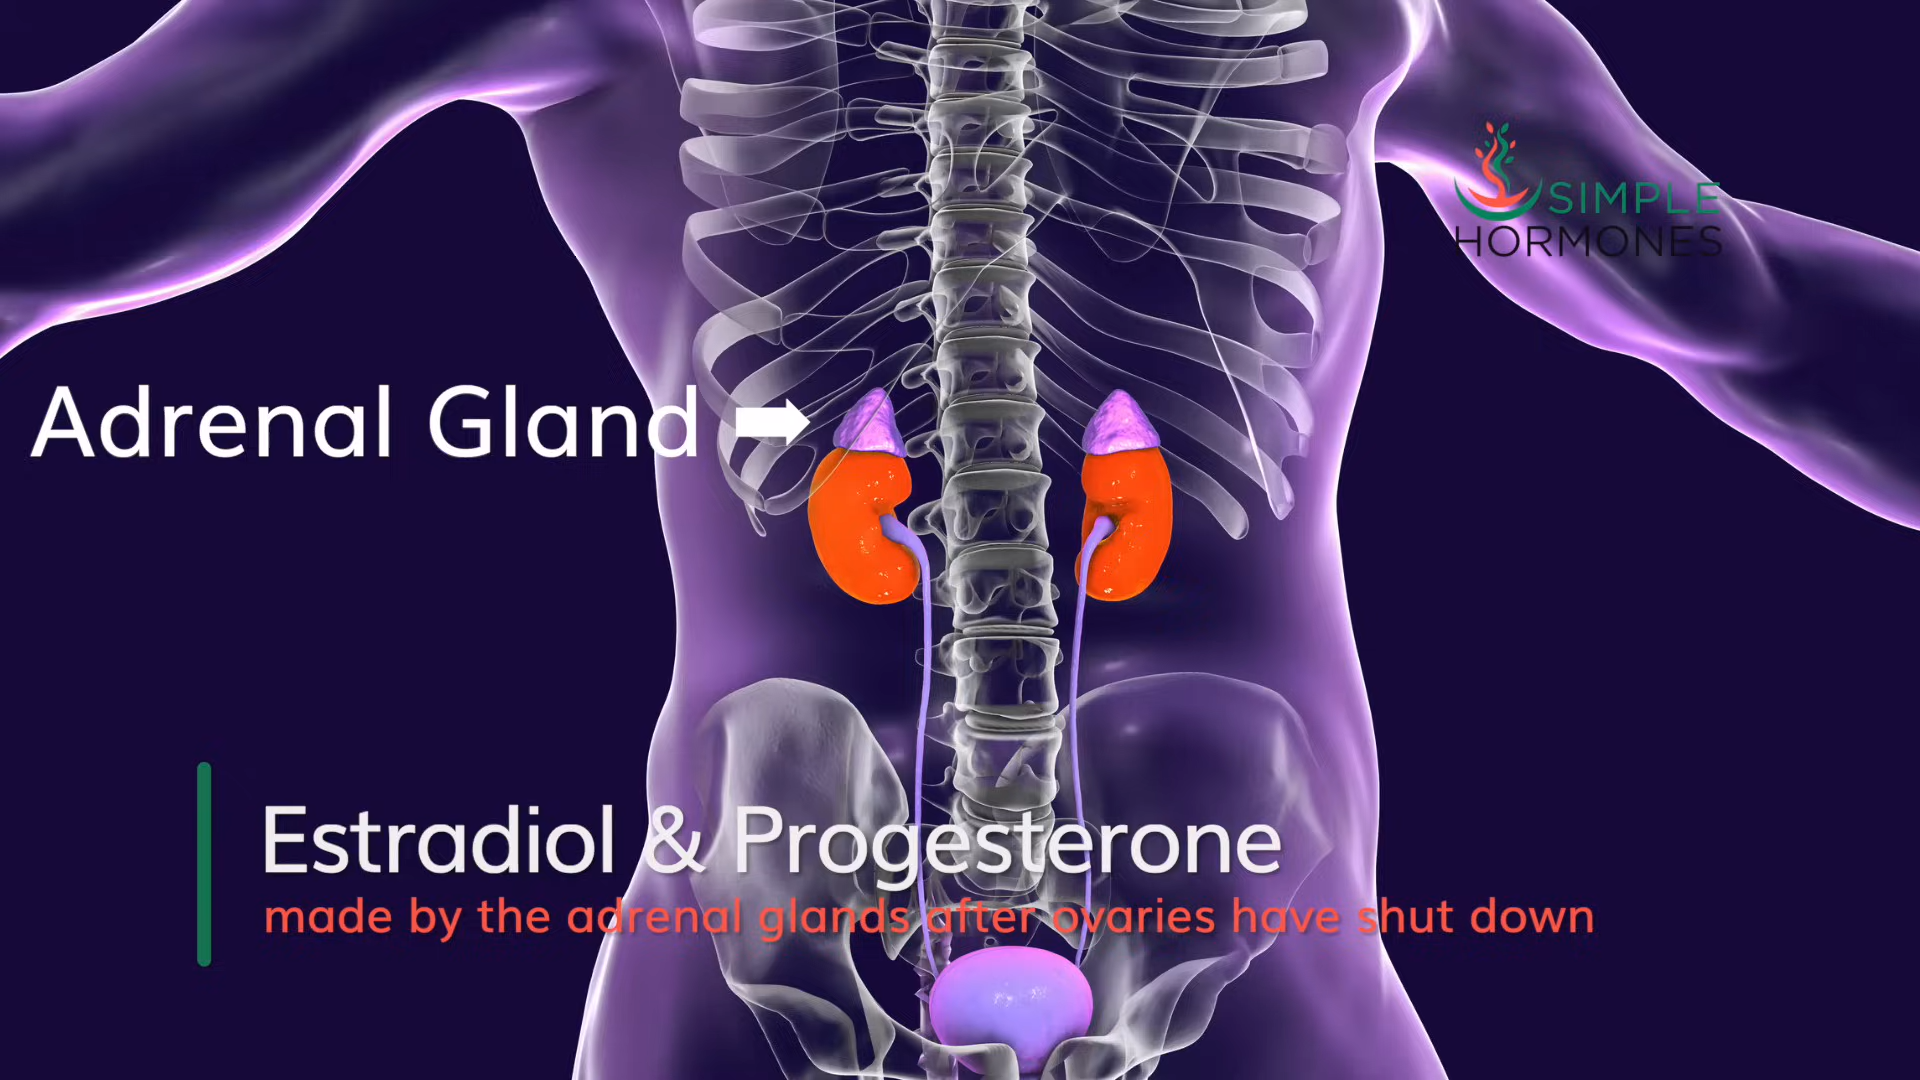 SIMPLE
HORMONES
Adrenal Gland
Estradiol & Progesterone
made by the adrenal glands after ovaries have shut down